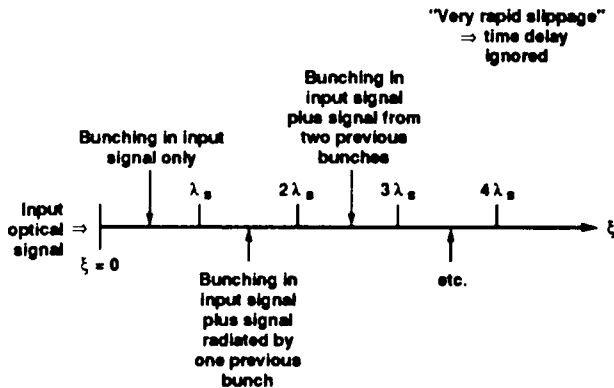 "Very rapid slippage"
⇒ time delay
ignored
Bunching in
input signal
plus signal from
two previous
bunches
Bunching in input
signal only
λs
2λs
3λs
4λs
Input
optical ⇒
signal
ξ
ξ = 0
Bunching in
input signal
plus signal
radiated by
one previous
bunch
etc.